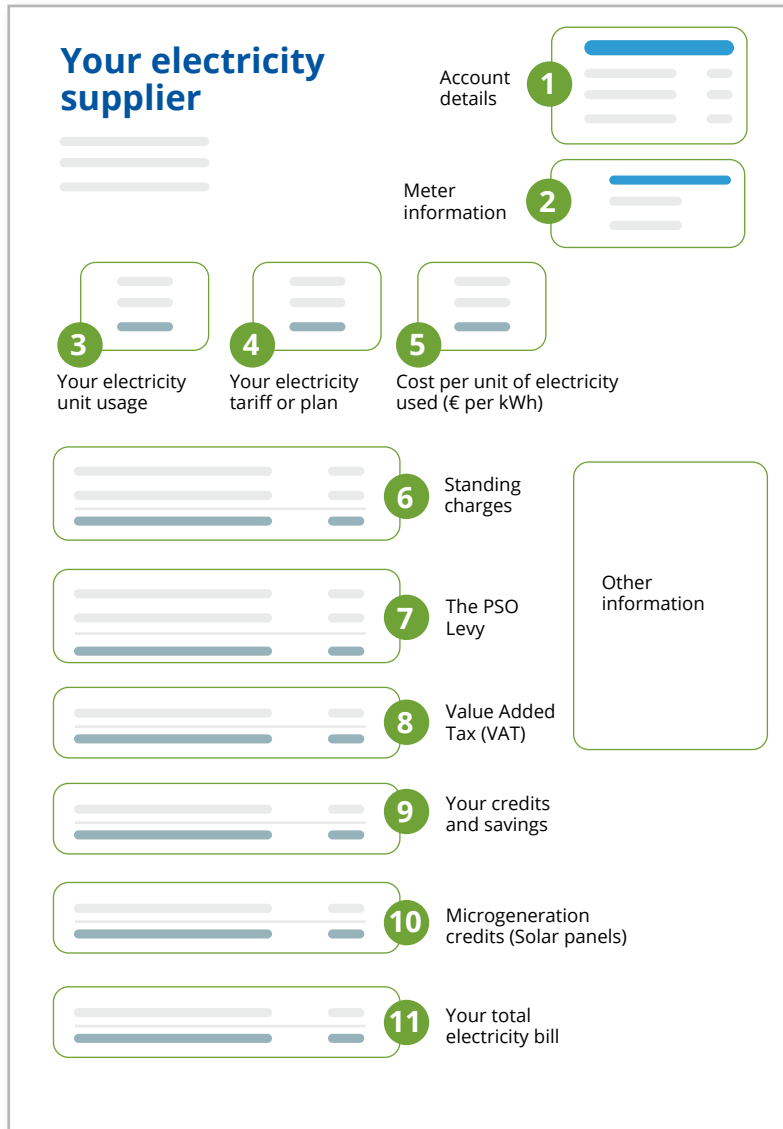 Your electricity
supplier
Account
details
1
Meter
information
2
3
Your electricity
unit usage
4
Your electricity
tariff or plan
5
Cost per unit of electricity
used (€ per kWh)
6
Standing
charges
7
The PSO
Levy
8
Value Added
Tax (VAT)
9
Your credits
and savings
10
Microgeneration
credits (Solar panels)
11
Your total
electricity bill
Other
information